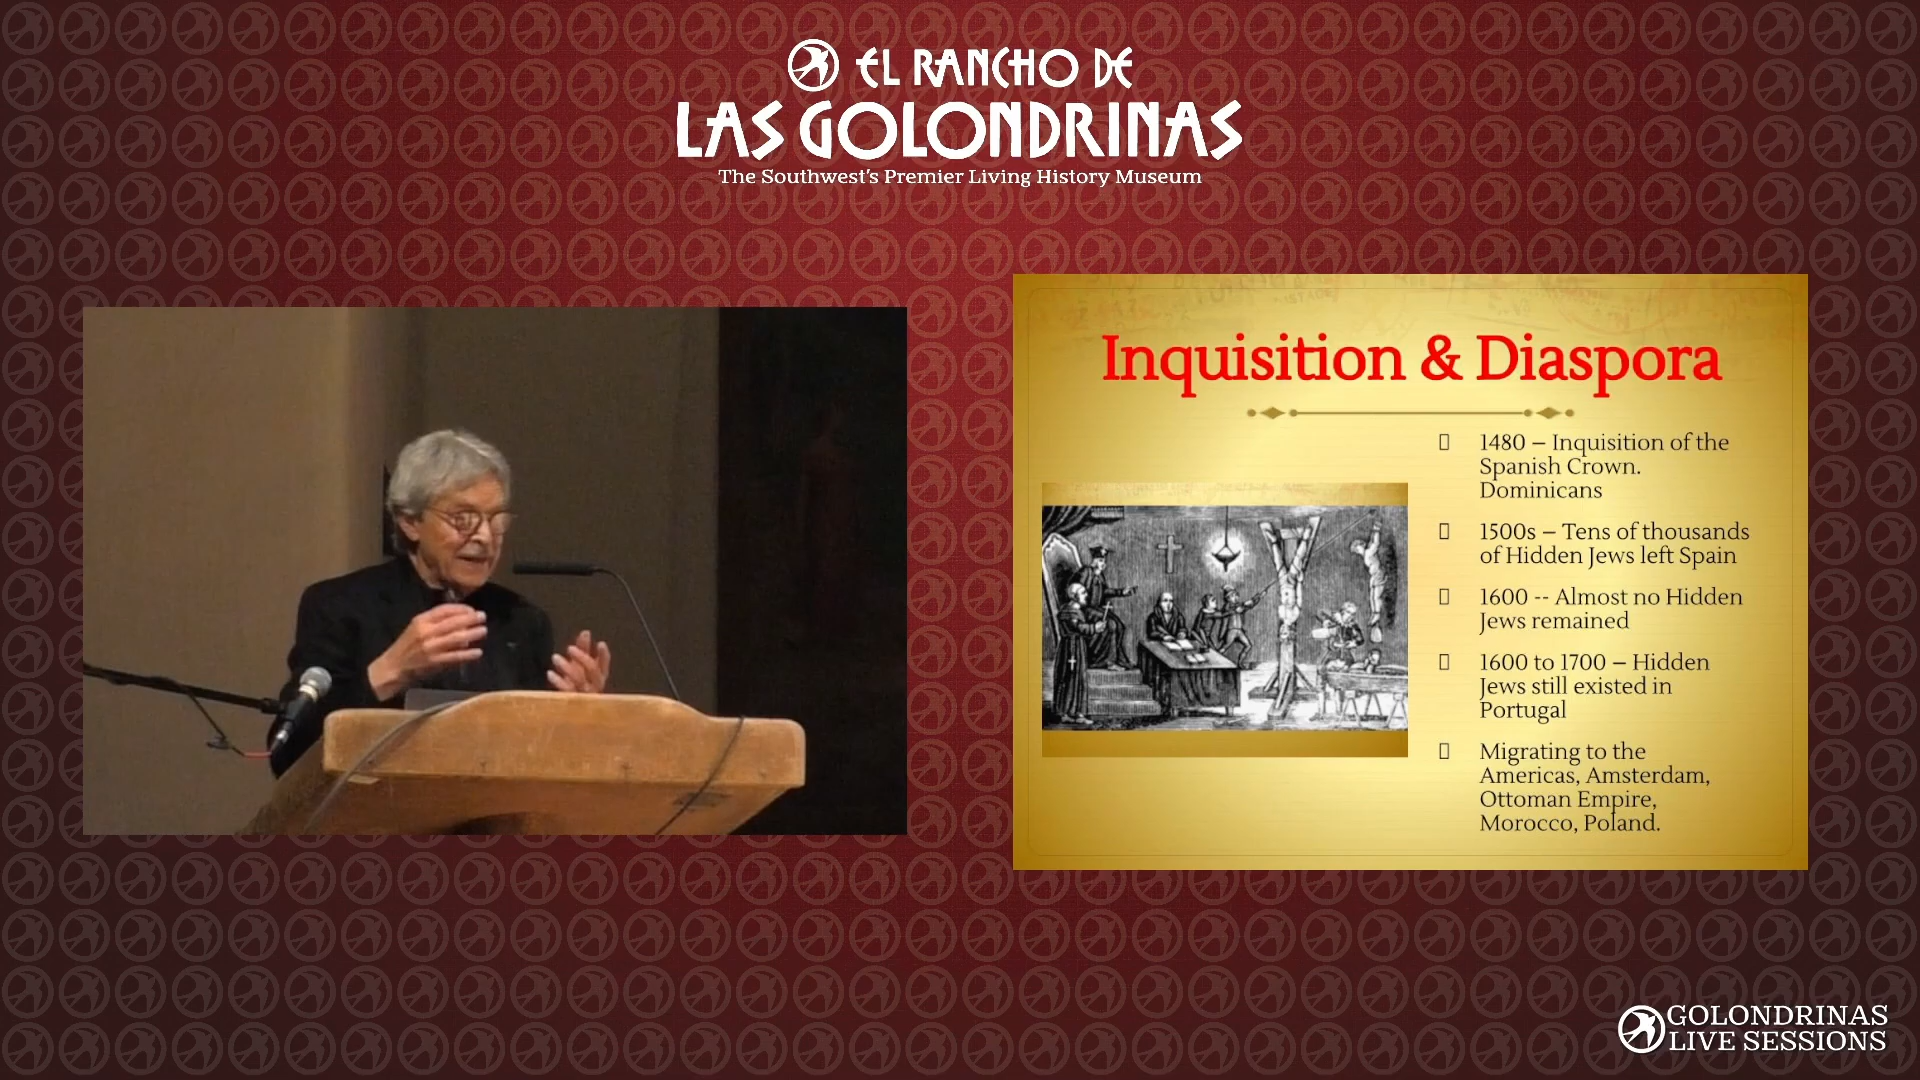 EL RANCHO DE
LAS GOLONDRINAS
The Southwest's Premier Living History Museum
Inquisition & Diaspora
1480 – Inquisition of the
Spanish Crown.
Dominicans
1500s – Tens of thousands
of Hidden Jews left Spain
1600 -- Almost no Hidden
Jews remained
1600 to 1700 – Hidden
Jews still existed in
Portugal
Migrating to the
Americas, Amsterdam,
Ottoman Empire,
Morocco, Poland.
GOLONDRINAS
LIVE SESSIONS